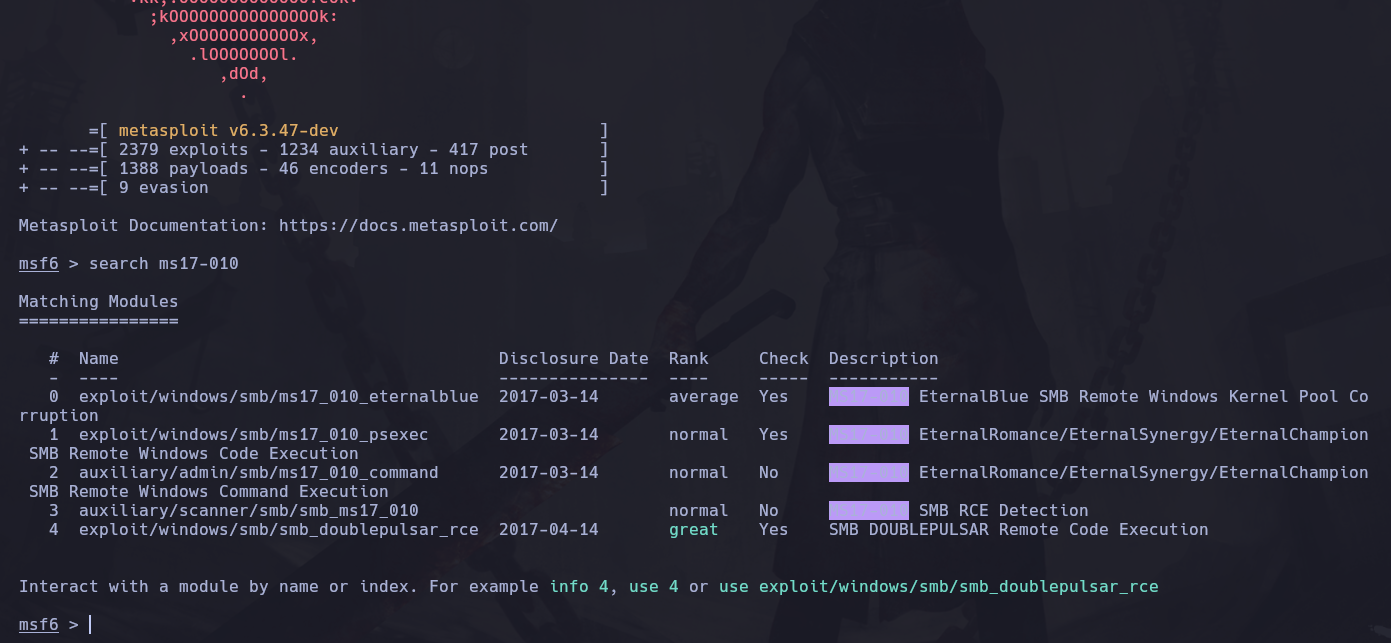 ;kOOOOOOOOOOOOOOOk:
,xOOOOOOOOOOOx,
.lOOOOOOOl.
,dOd,
.
=[ metasploit v6.3.47-dev ]
+ -- --=[ 2379 exploits - 1234 auxiliary - 417 post ]
+ -- --=[ 1388 payloads - 46 encoders - 11 nops ]
+ -- --=[ 9 evasion ]
Metasploit Documentation: https://docs.metasploit.com/
msf6 > search ms17-010
Matching Modules
================
# Name Disclosure Date Rank Check Description
- ---- --------------- ---- ----- -----------
0 exploit/windows/smb/ms17_010_eternalblue 2017-03-14 average Yes MS17-010 EternalBlue SMB Remote Windows Kernel Pool Co
rruption
1 exploit/windows/smb/ms17_010_psexec 2017-03-14 normal Yes MS17-010 EternalRomance/EternalSynergy/EternalChampion
SMB Remote Windows Code Execution
2 auxiliary/admin/smb/ms17_010_command 2017-03-14 normal No MS17-010 EternalRomance/EternalSynergy/EternalChampion
SMB Remote Windows Command Execution
3 auxiliary/scanner/smb/smb_ms17_010 normal No MS17-010 SMB RCE Detection
4 exploit/windows/smb/smb_doublepulsar_rce 2017-04-14 great Yes SMB DOUBLEPULSAR Remote Code Execution
Interact with a module by name or index. For example info 4, use 4 or use exploit/windows/smb/smb_doublepulsar_rce
msf6 >